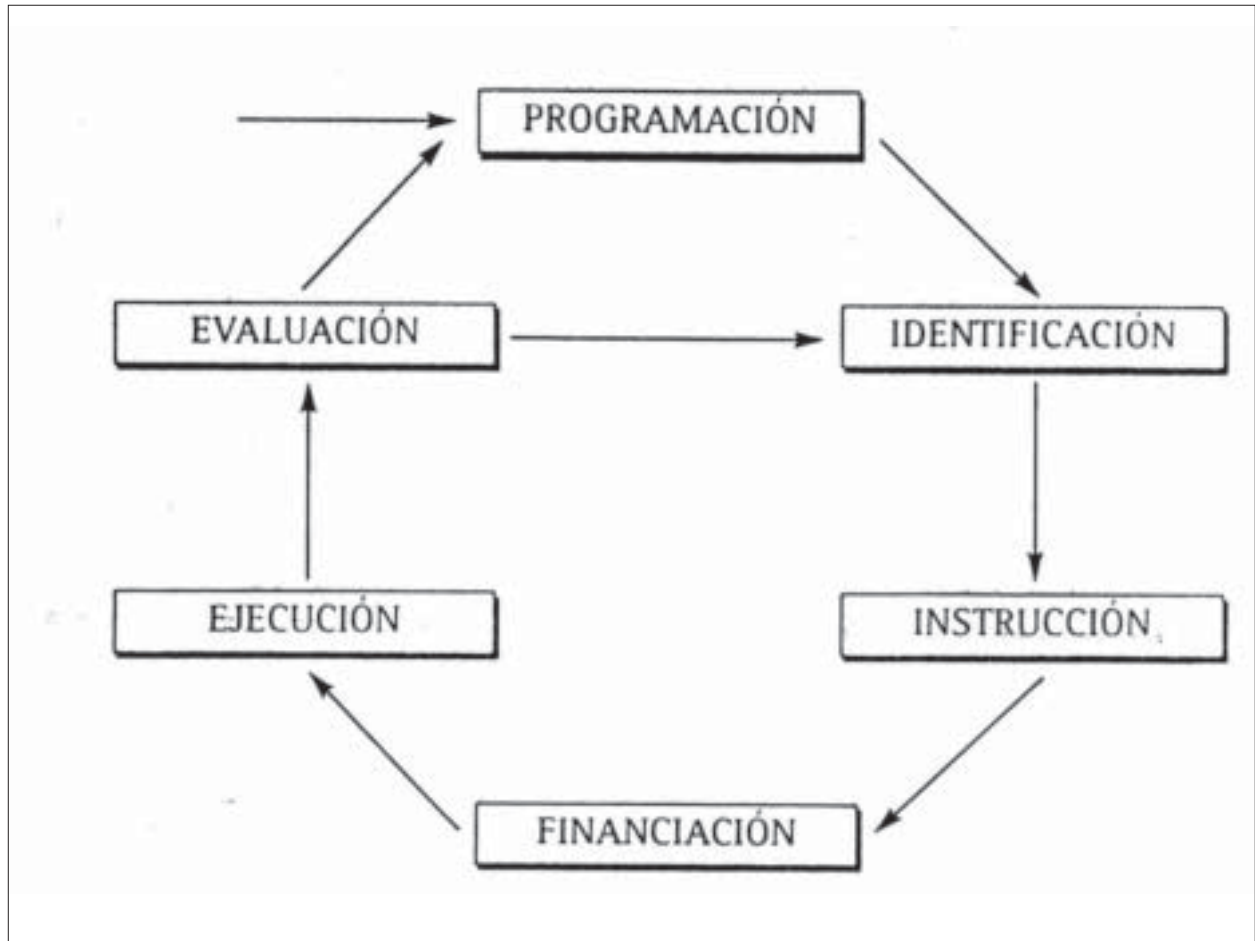 PROGRAMACIÓN
EVALUACIÓN
IDENTIFICACIÓN
EJECUCIÓN
INSTRUCCIÓN
FINANCIACIÓN